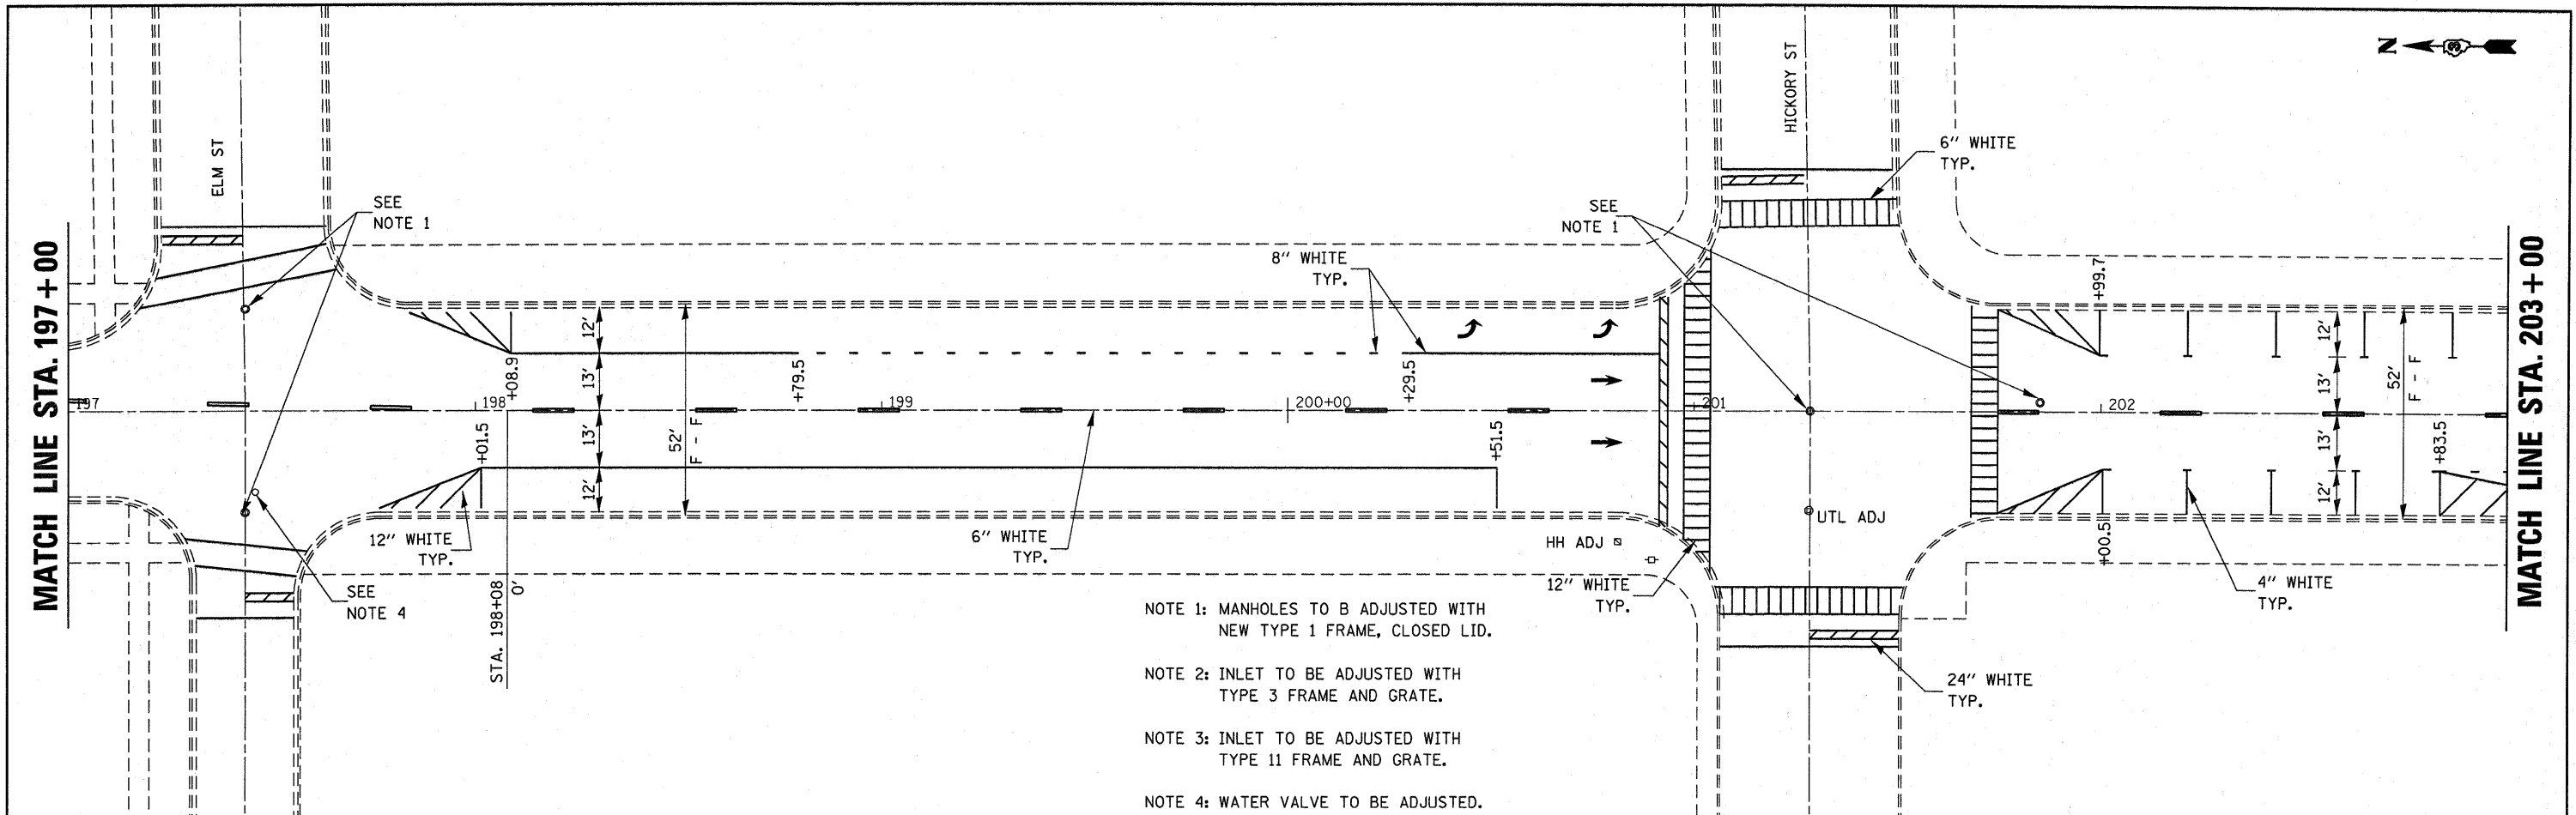 N
3
ELM ST
HICKORY ST
6" WHITE
TYP.
SEE
NOTE 1
SEE
NOTE 1
8" WHITE
TYP.
MATCH LINE STA. 197+00
MATCH LINE STA. 203+00
+99.7
12'
13'
13'
12'
52'
F - F
+08.9
+79.5
+29.5
12'
13'
13'
12'
52'
F - F
197
198
199
200+00
201
202
+01.5
+51.5
+83.5
+00.5
UTL ADJ
HH ADJ
12" WHITE
TYP.
6" WHITE
TYP.
SEE
NOTE 4
STA. 198+08
0'
12" WHITE
TYP.
4" WHITE
TYP.
24" WHITE
TYP.
NOTE 1: MANHOLES TO B ADJUSTED WITH
NEW TYPE 1 FRAME, CLOSED LID.
NOTE 2: INLET TO BE ADJUSTED WITH
TYPE 3 FRAME AND GRATE.
NOTE 3: INLET TO BE ADJUSTED WITH
TYPE 11 FRAME AND GRATE.
NOTE 4: WATER VALVE TO BE ADJUSTED.